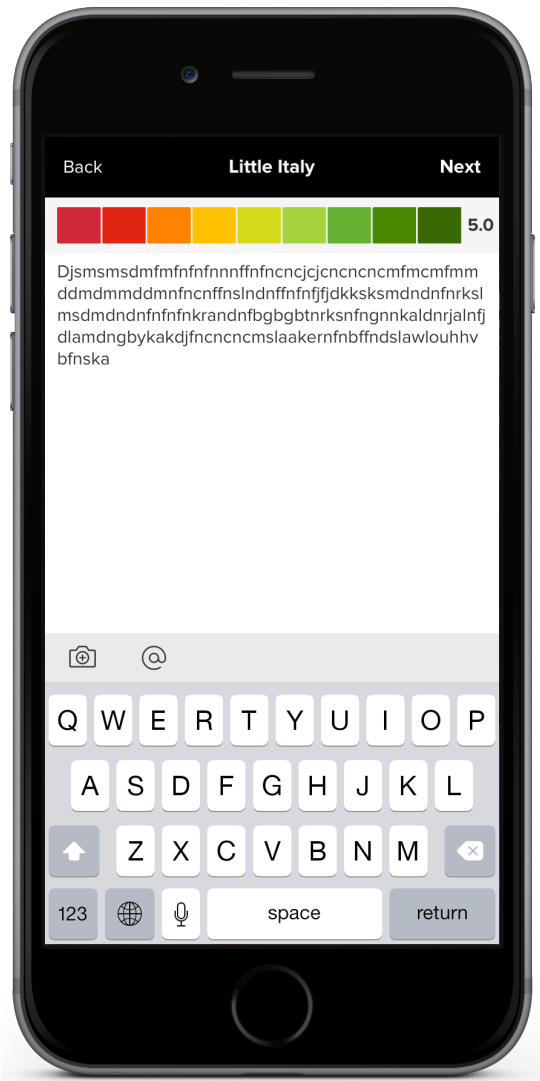 Back Little Italy Next
5.0
Djsmsmsdmfmfnfnfnnnffnfncncjcjcncncncmfmcmfmm
ddmdmmddmnfncnffnslndnffnfnfjfjdkksksmdndnfnrksl
msdmdndnfnfnfnkrandnfbgbgbtnrksnfngnnkaldnrjalnfj
dlamdngbykakdjfncncncmslaakernfnbffndslawlouhhv
bfnska
Q W E R T Y U I O P
A S D F G H J K L
Z X C V B N M
123 space return